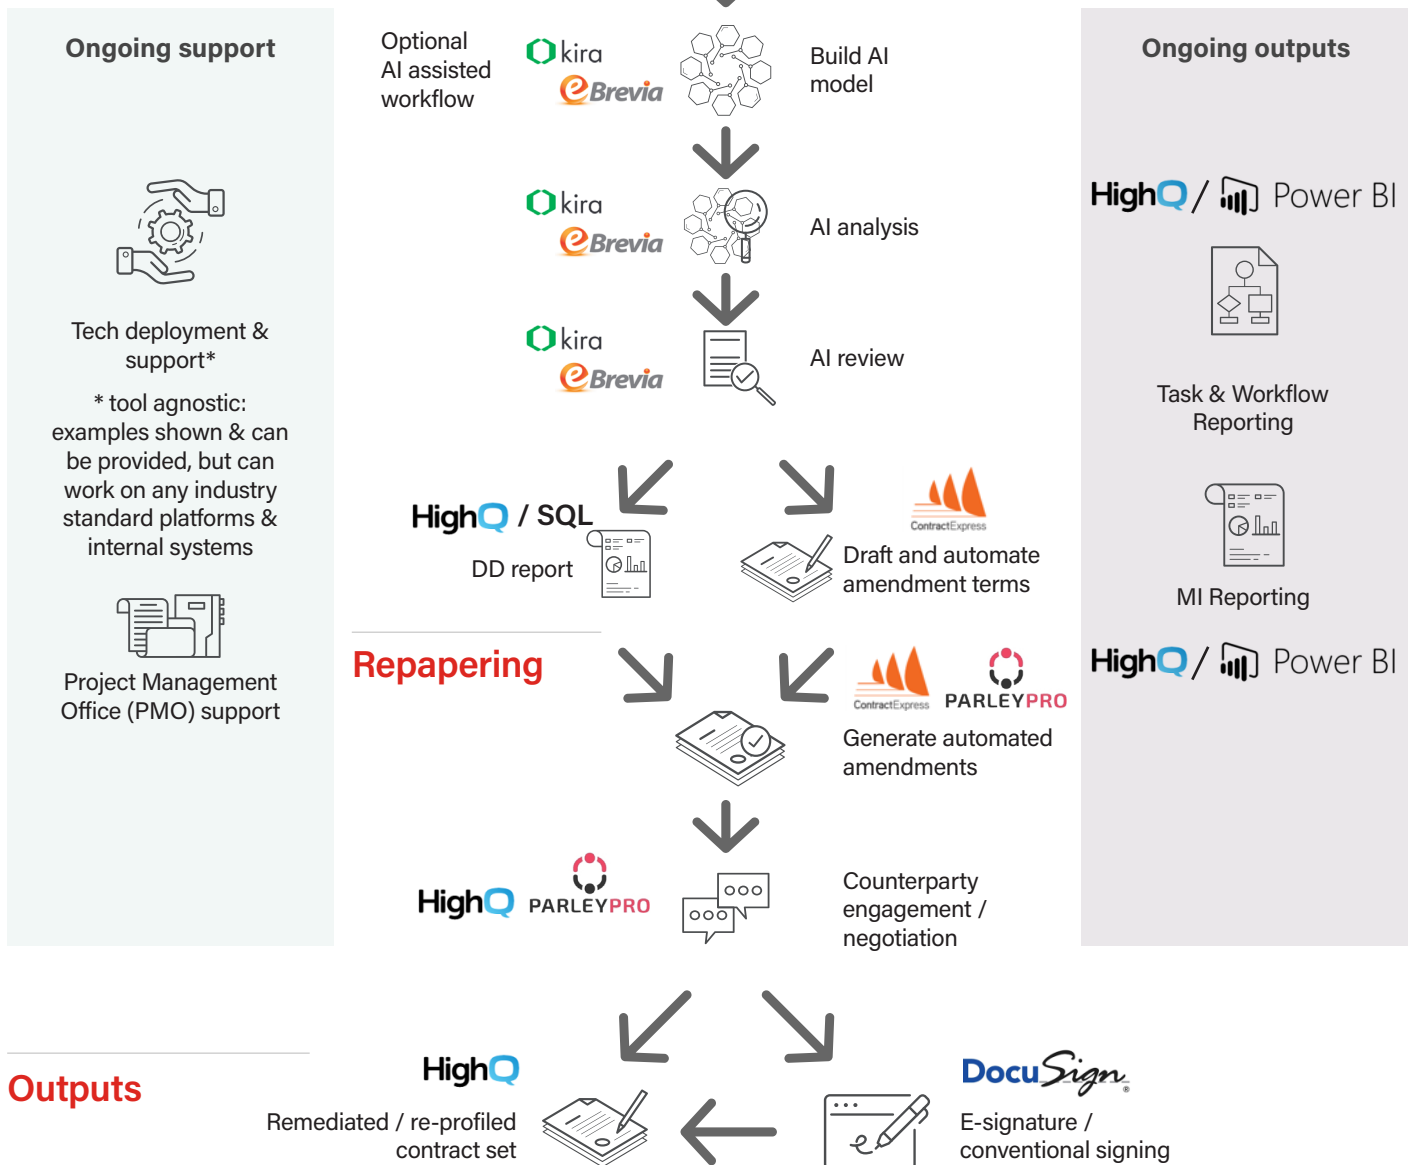 Ongoing support
Tech deployment &
support*
* tool agnostic:
examples shown & can
be provided, but can
work on any industry
standard platforms &
internal systems
Project Management
Office (PMO) support
Optional
AI assisted
workflow
kira
eBrevia
Build AI
model
kira
eBrevia
AI analysis
kira
eBrevia
AI review
HighQ / SQL
DD report
ContractExpress
Draft and automate
amendment terms
Repapering
ContractExpress
PARLEYPRO
Generate automated
amendments
HighQ
PARLEYPRO
Counterparty
engagement /
negotiation
Outputs
HighQ
Remediated / re-profiled
contract set
DocuSign®
E-signature /
conventional signing
Ongoing outputs
HighQ / Power BI
Task & Workflow
Reporting
MI Reporting
HighQ / Power BI